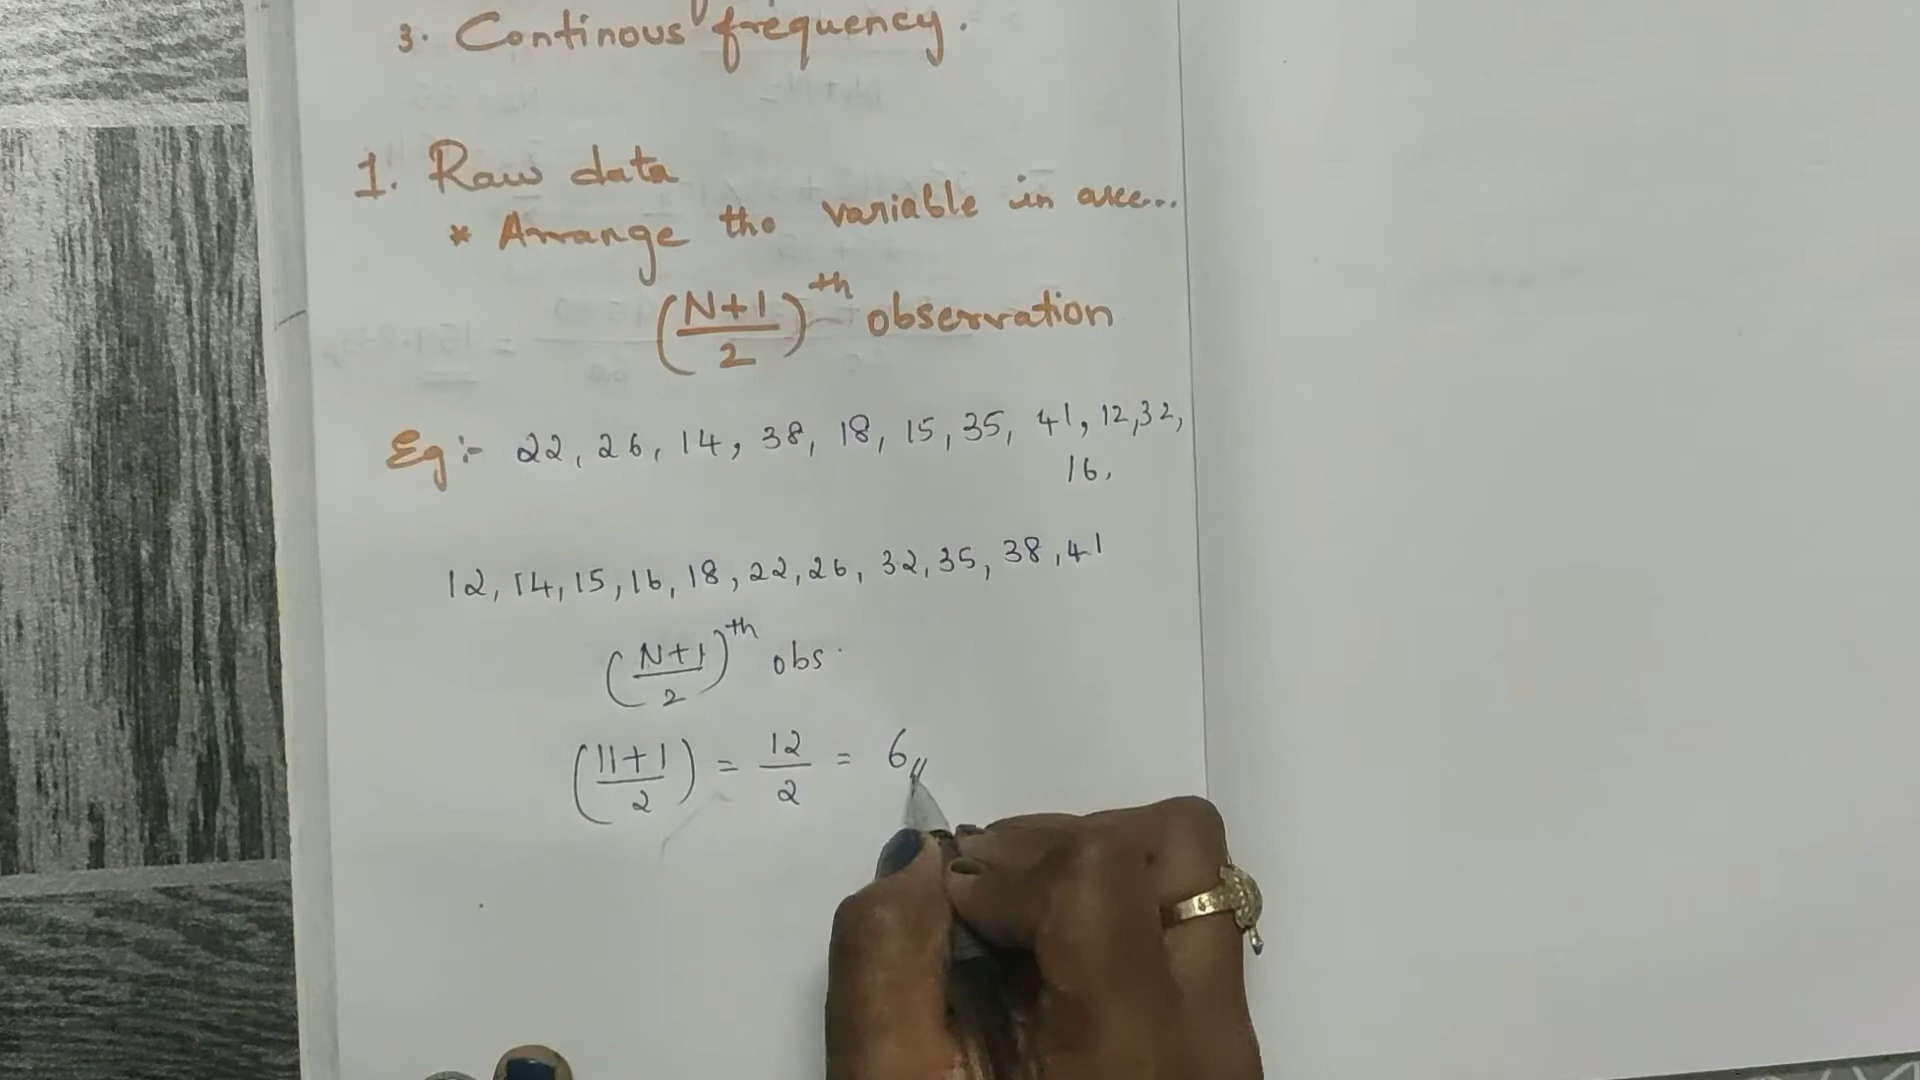 3. Continous frequency.
1. Raw data
* Arrange the variable in asce...
(N+1/2)th observation
Eg:- 22, 26, 14, 38, 18, 15, 35, 41, 12, 32,
16.
12, 14, 15, 16, 18, 22, 26, 32, 35, 38, 41
(N+1/2)th obs.
(11+1/2) = 12/2 = 6